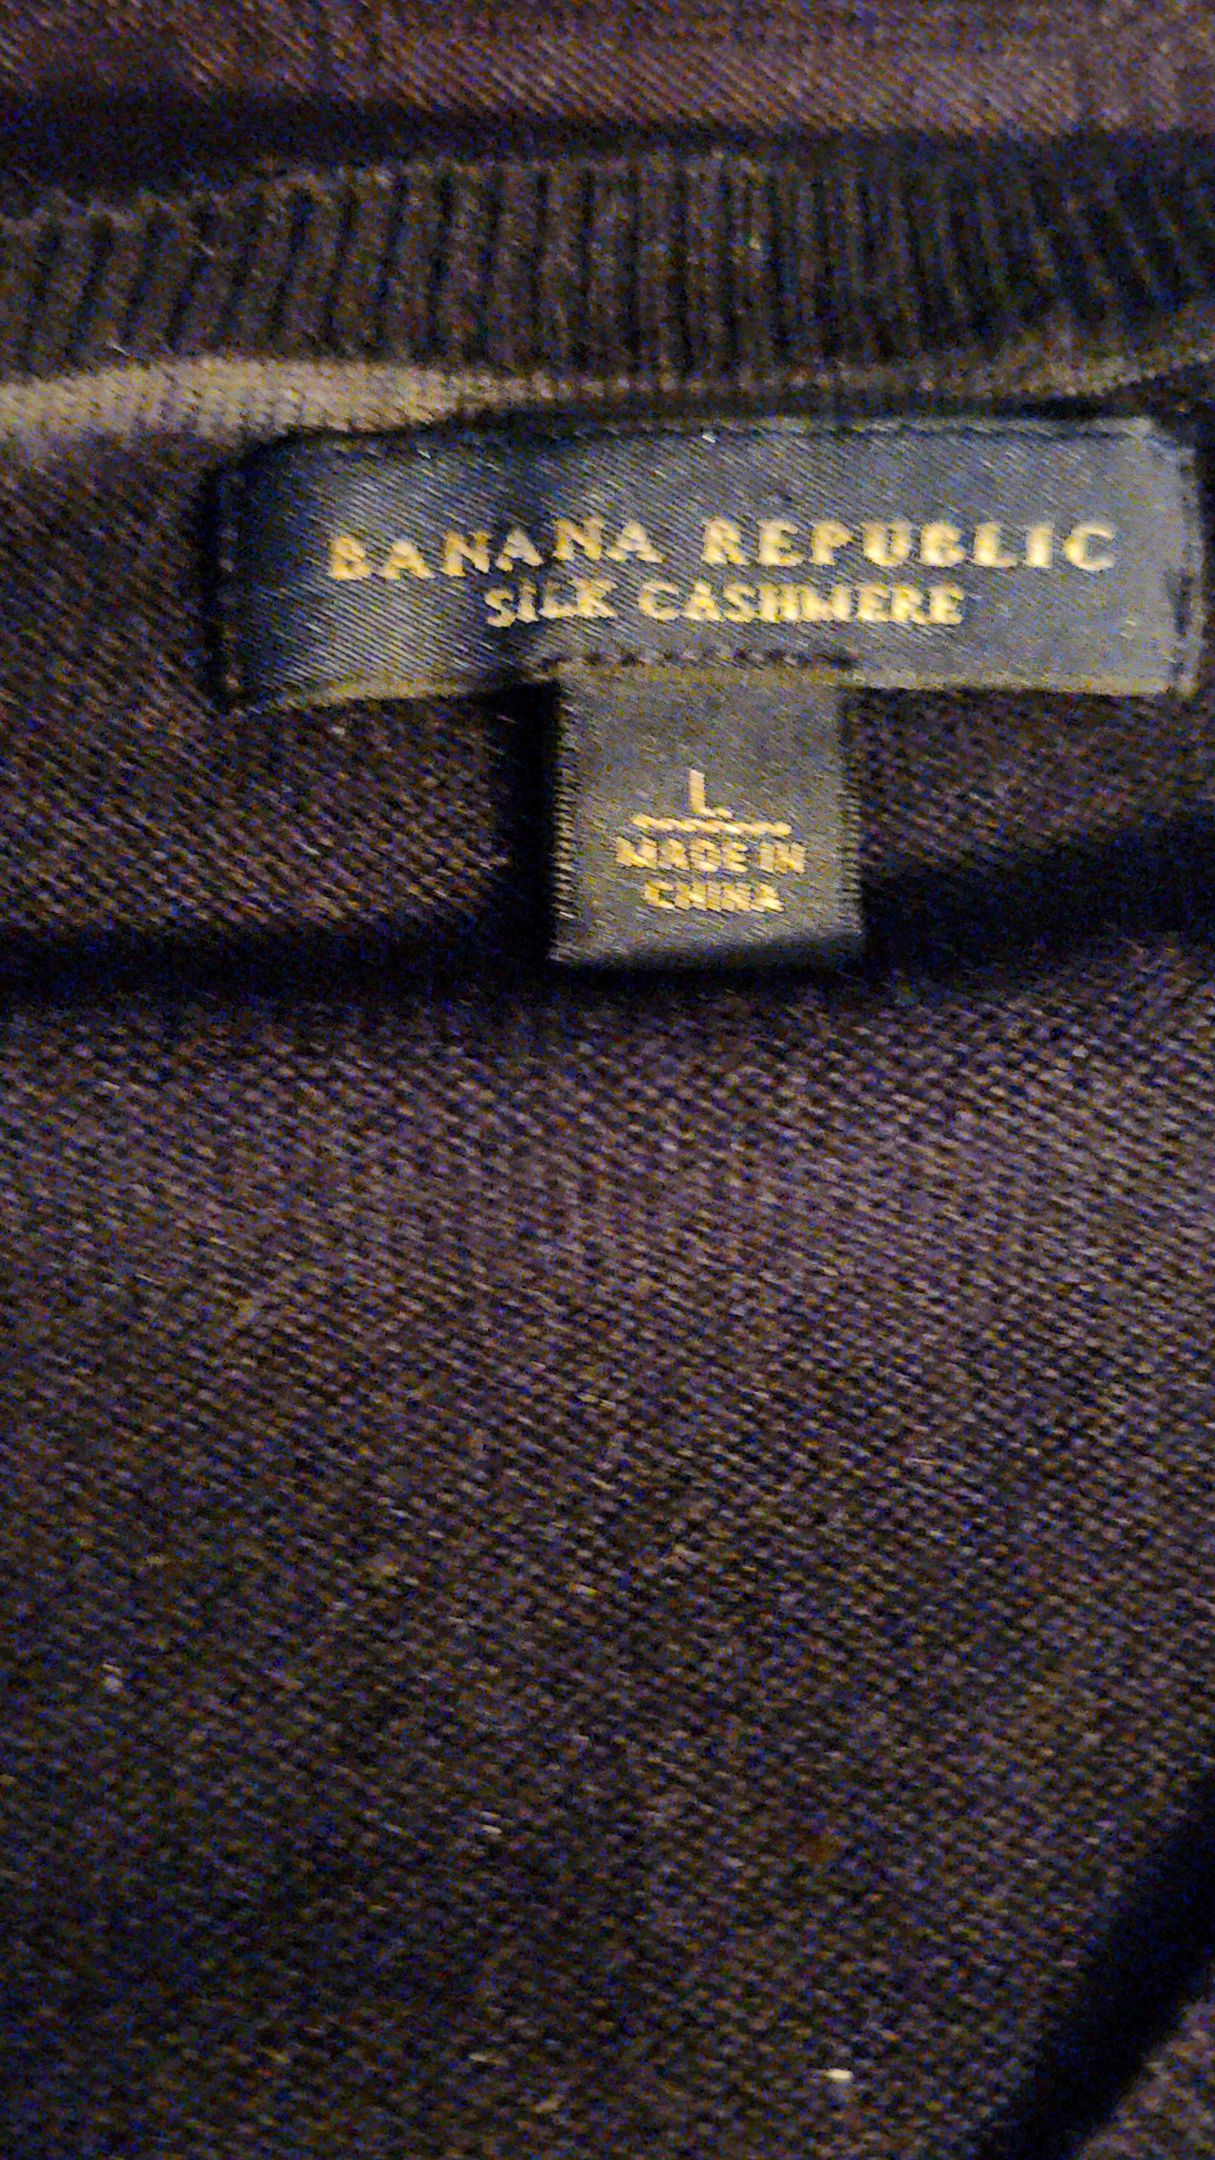 BANANA REPUBLIC
SILK CASHMERE
L
MADE IN
CHINA